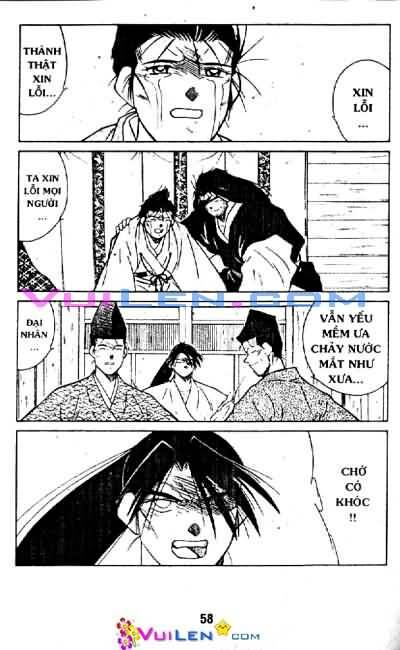 THÀNH
THẬT
XIN
LỖI...
XIN
LỖI
...
TA XIN
LỖI MỌI
NGƯỜI
...
VUILEN.COM
ĐẠI
NHÂN
...
VẪN YẾU
MỀM ƯA
CHẢY NƯỚC
MẮT NHƯ
XƯA...
CHỚ
CÓ
KHÓC
!!
58
VUILEN.COM